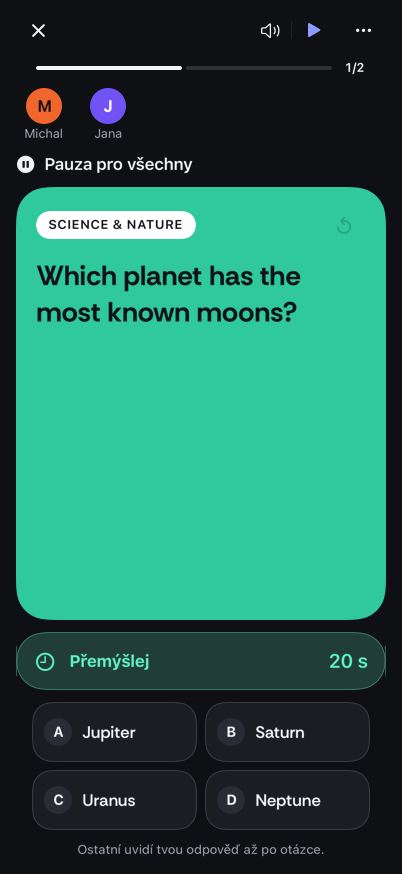 1/2
M
J
Michal
Jana
Pauza pro všechny
SCIENCE & NATURE
Which planet has the
most known moons?
Přemýšlej
20 s
A Jupiter
B Saturn
C Uranus
D Neptune
Ostatní uvidí tvou odpověď až po otázce.